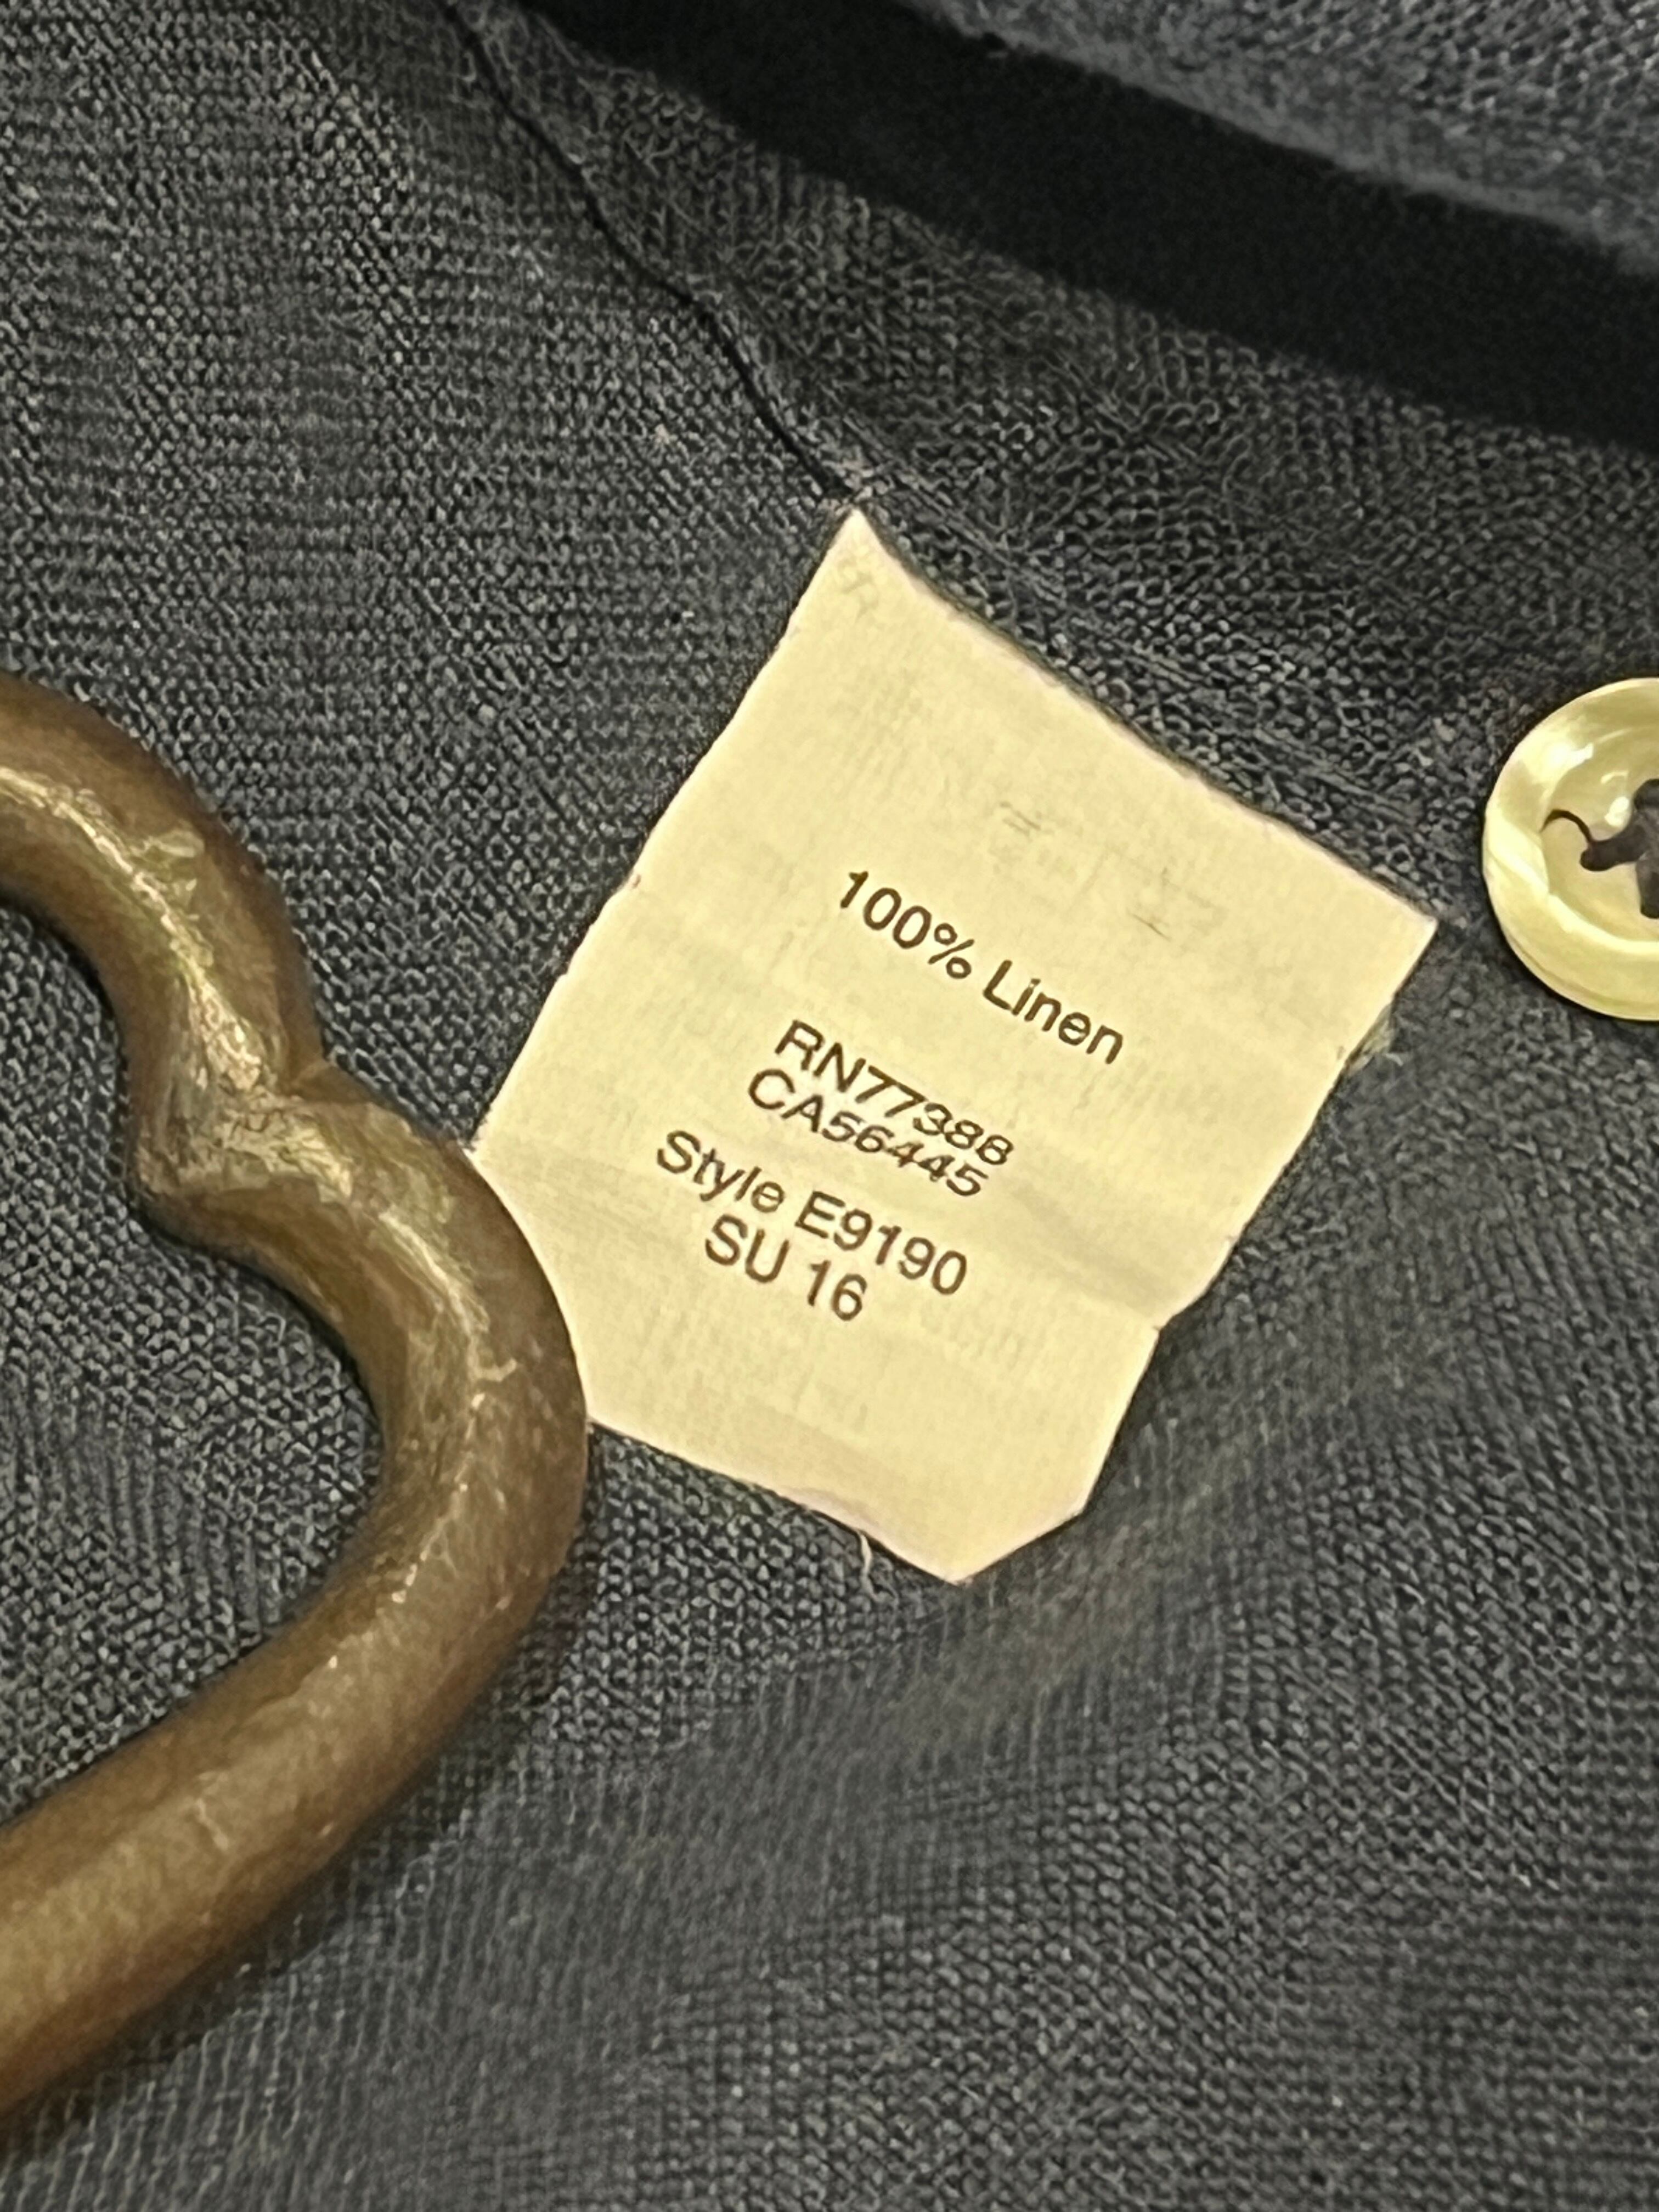 100% Linen
RN77388
CA56445
Style E9190
SU 16